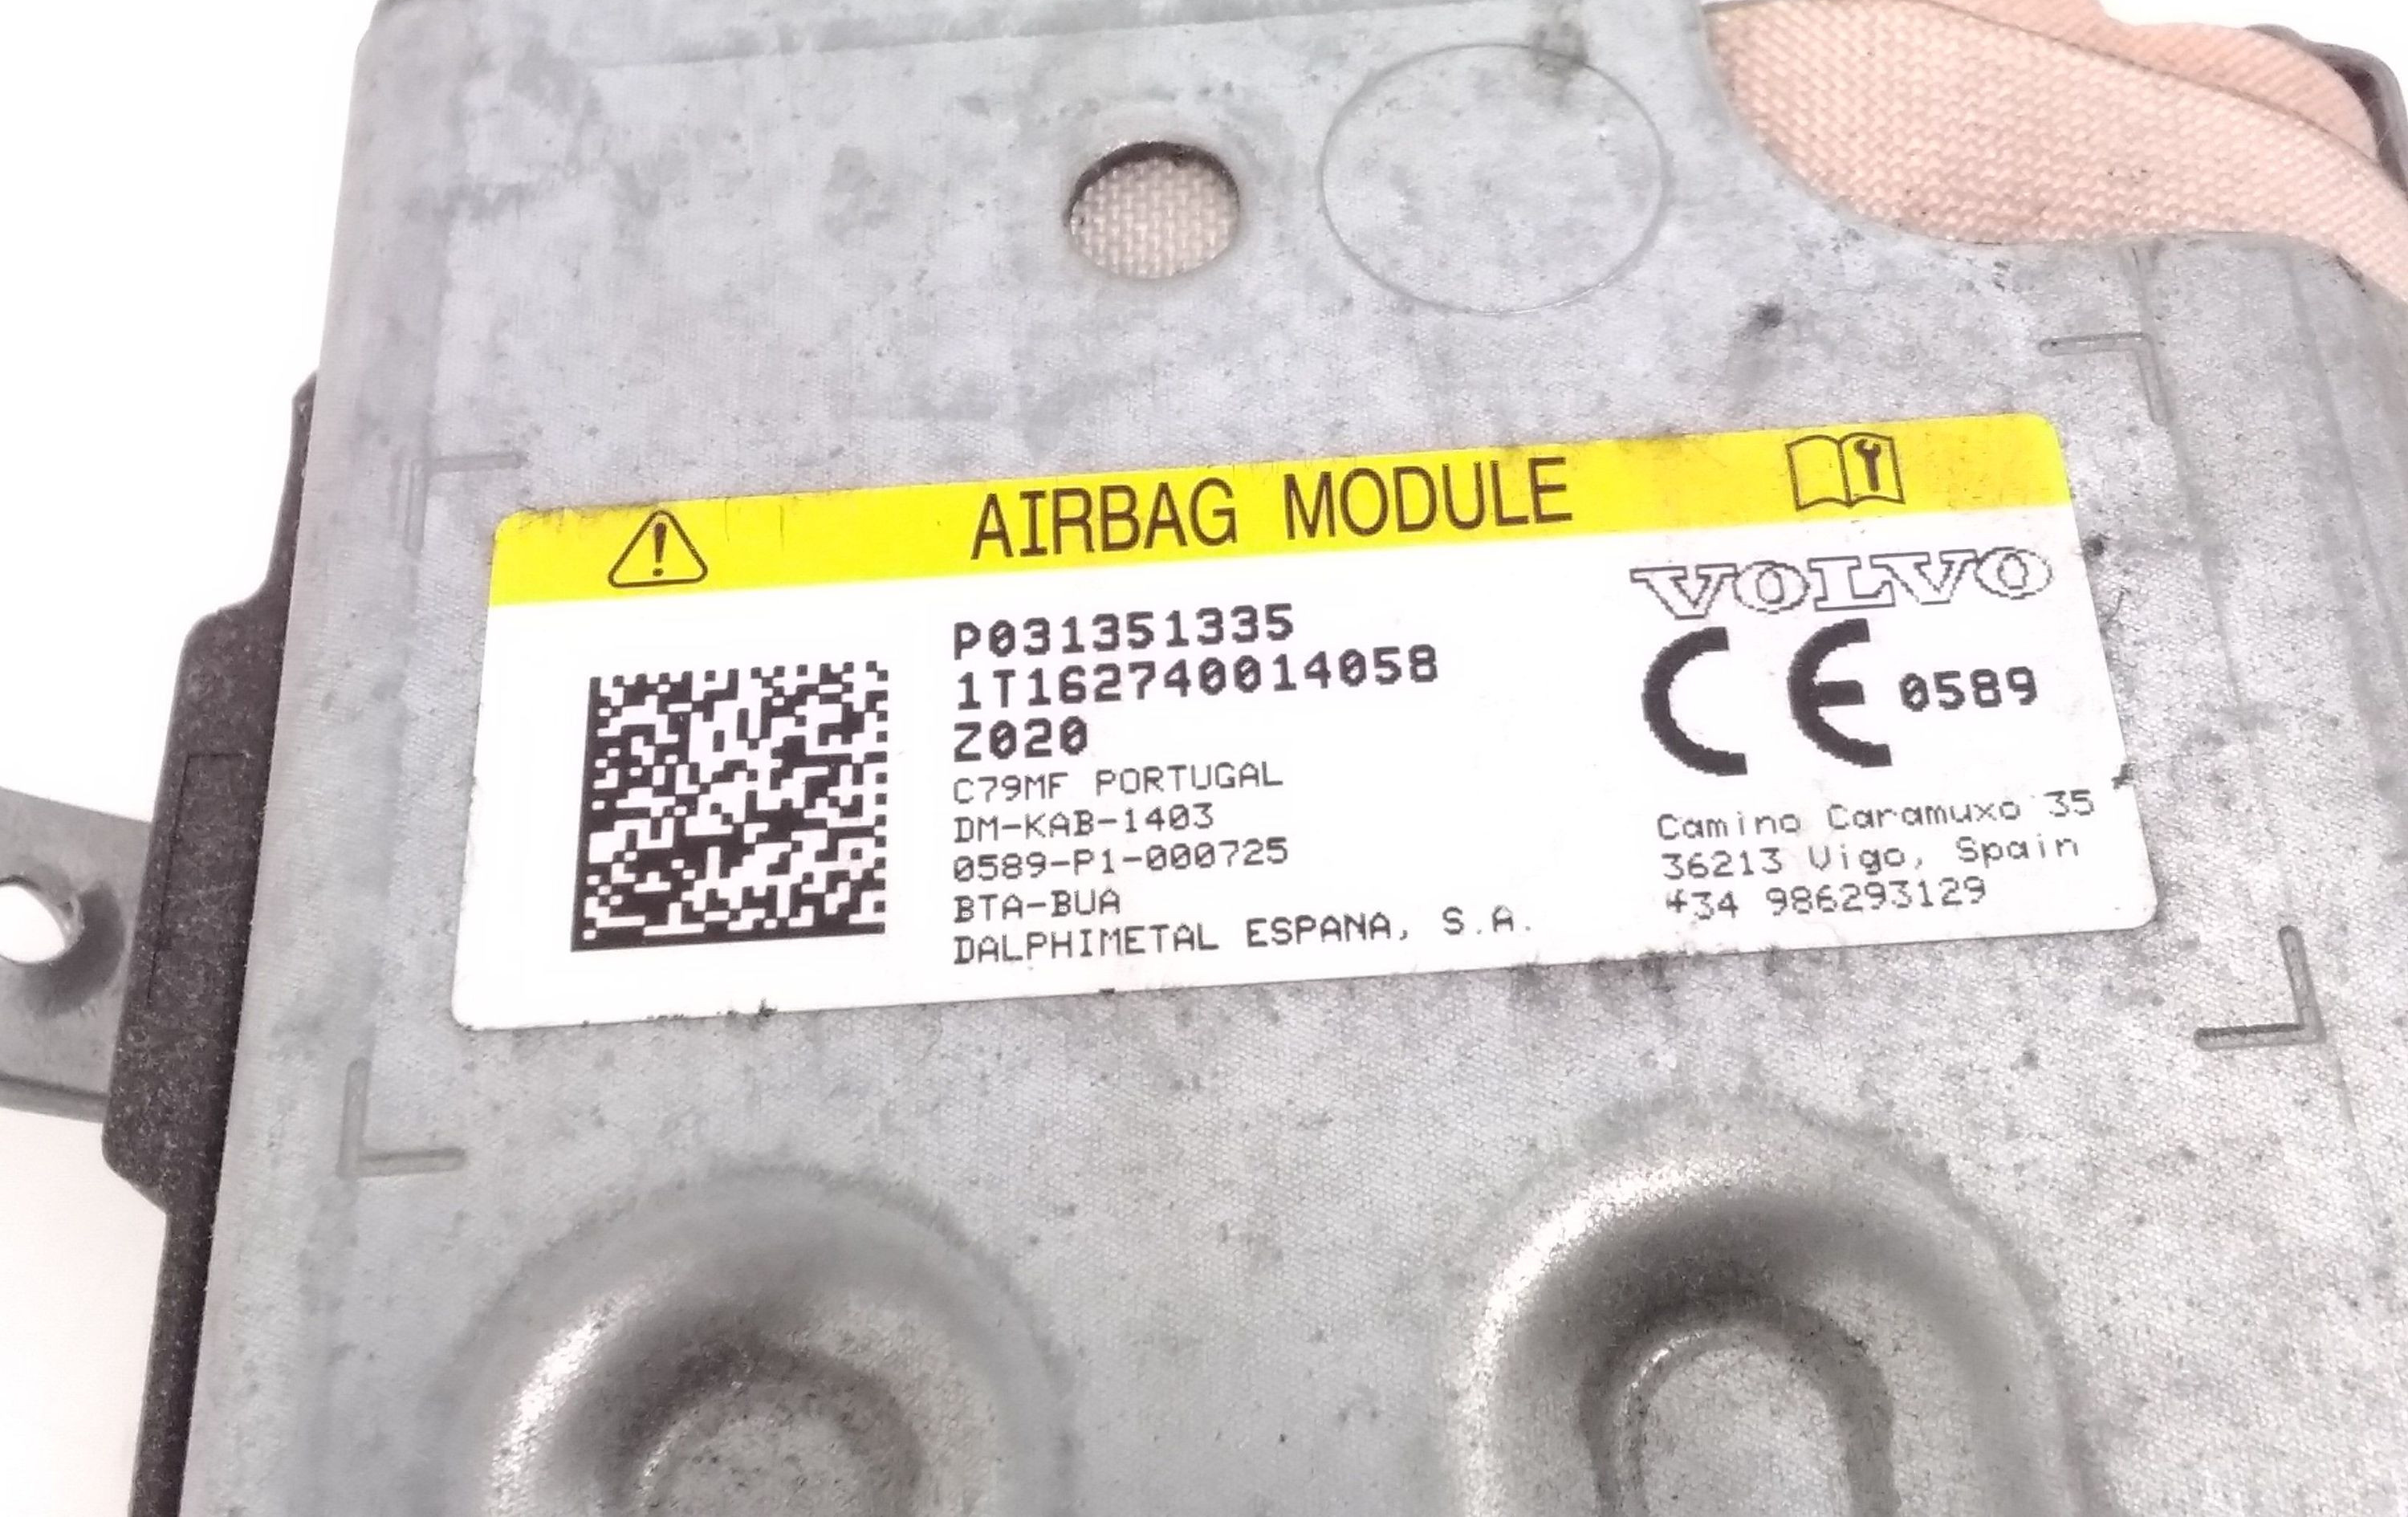 AIRBAG MODULE
P031351335
1T162740014058
Z020
C79MF PORTUGAL
DM-KAB-1403
0589-P1-000725
BTA-BUA
DALPHIMETAL ESPANA, S.A.
VOLVO
CE 0589
Camino Caramuxo 35
36213 Vigo, Spain
+34 986293129